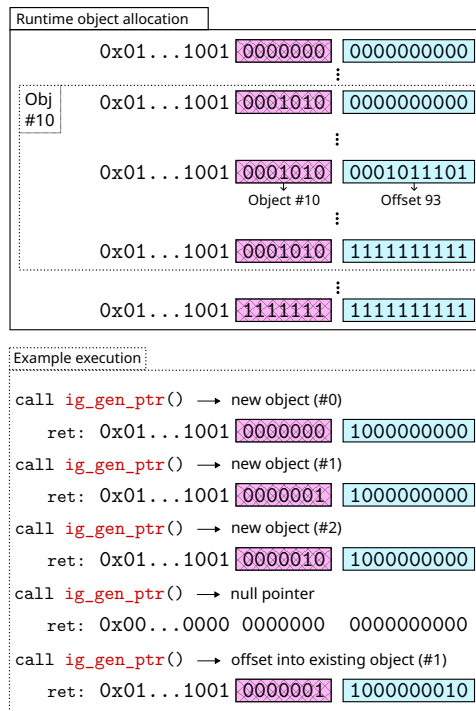 Runtime object allocation
0x01...1001 0000000 0000000000
⋮
Obj
#10
0x01...1001 0001010 0000000000
⋮
0x01...1001 0001010 0001011101
↓ ↓
Object #10 Offset 93
⋮
0x01...1001 0001010 1111111111
⋮
0x01...1001 1111111 1111111111
Example execution
call ig_gen_ptr() ⟶ new object (#0)
ret: 0x01...1001 0000000 1000000000
call ig_gen_ptr() ⟶ new object (#1)
ret: 0x01...1001 0000001 1000000000
call ig_gen_ptr() ⟶ new object (#2)
ret: 0x01...1001 0000010 1000000000
call ig_gen_ptr() ⟶ null pointer
ret: 0x00...0000 0000000 0000000000
call ig_gen_ptr() ⟶ offset into existing object (#1)
ret: 0x01...1001 0000001 1000000010